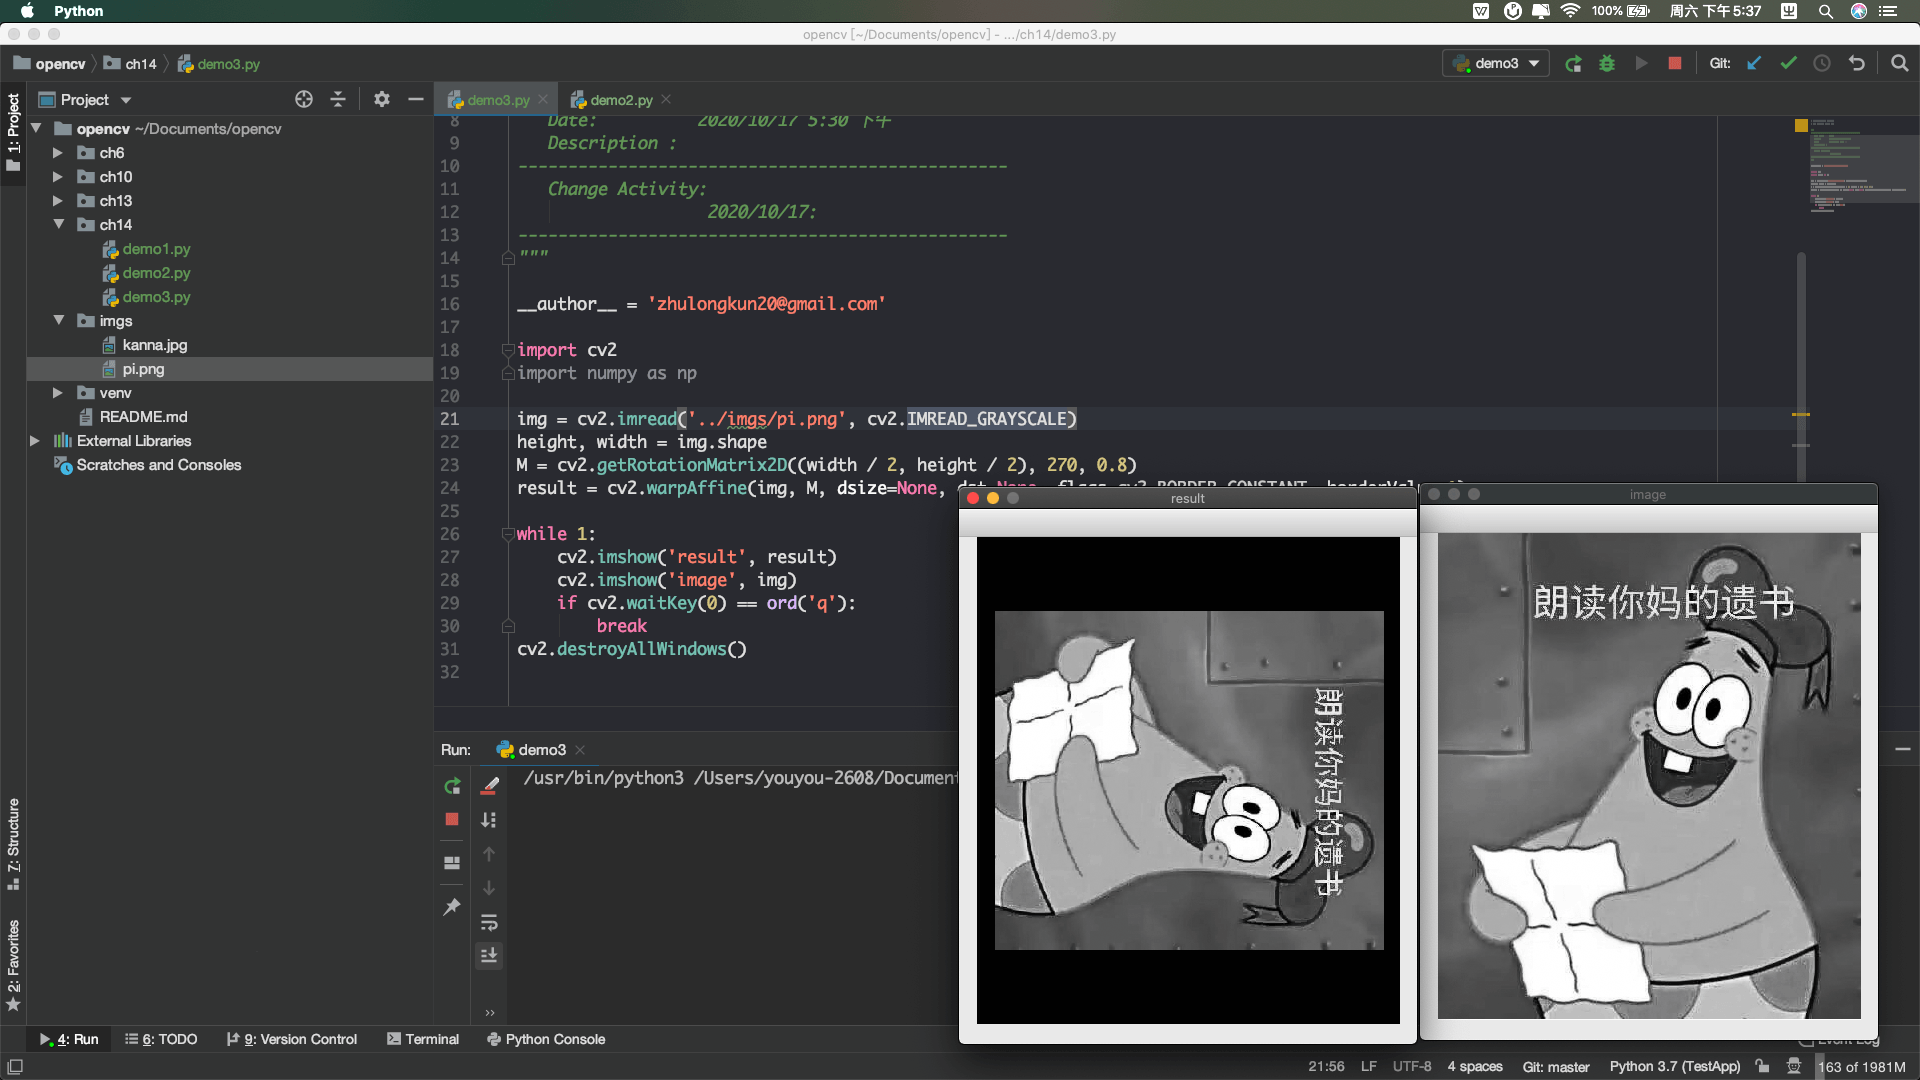 Python
100%
周六 下午5:37
opencv [~/Documents/opencv] - .../ch14/demo3.py
opencv
ch14
demo3.py
demo3
Git:
1: Project
Project
demo3.py
demo2.py
opencv ~/Documents/opencv
ch6
ch10
ch13
ch14
demo1.py
demo2.py
demo3.py
imgs
kanna.jpg
pi.png
venv
README.md
External Libraries
Scratches and Consoles
8 Date: 2020/10/17 5:30 下午
9 Description :
10 -------------------------------------------------
11 Change Activity:
12 2020/10/17:
13 -------------------------------------------------
14 """
15
16 __author__ = 'zhulongkun20@gmail.com'
17
18 import cv2
19 import numpy as np
20
21 img = cv2.imread('../imgs/pi.png', cv2.IMREAD_GRAYSCALE)
22 height, width = img.shape
23 M = cv2.getRotationMatrix2D((width / 2, height / 2), 270, 0.8)
24 result = cv2.warpAffine(img, M, dsize=None, dst=None, flags=cv2.BORDER_CONSTANT,
25
26 while 1:
27 cv2.imshow('result', result)
28 cv2.imshow('image', img)
29 if cv2.waitKey(0) == ord('q'):
30 break
31 cv2.destroyAllWindows()
32
result
朗读你妈的遗书
image
朗读你妈的遗书
Run:
demo3
/usr/bin/python3 /Users/youyou-2608/Document
Z: Structure
2: Favorites
4: Run
6: TODO
9: Version Control
Terminal
Python Console
Event Log
21:56
LF
UTF-8
4 spaces
Git: master
Python 3.7 (TestApp)
163 of 1981M